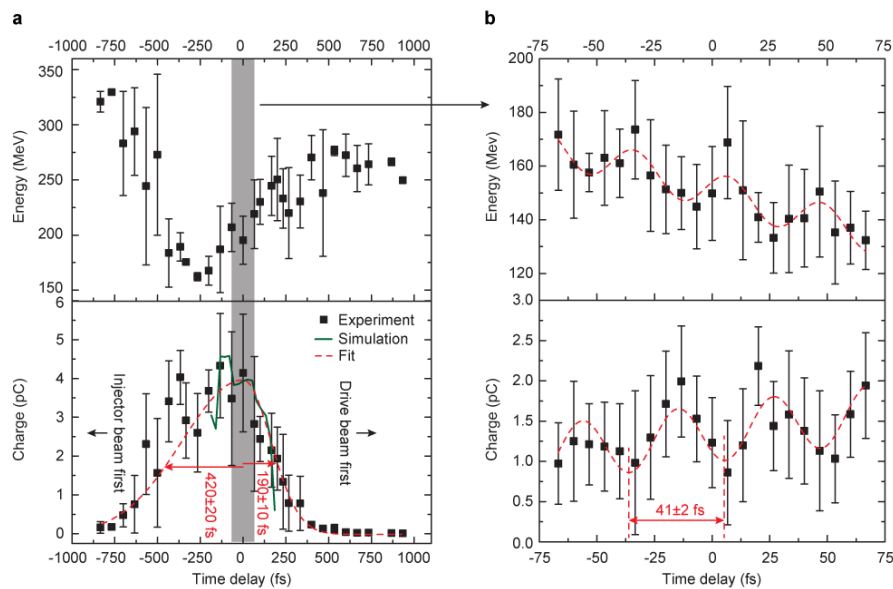 a
b
-1000 -750 -500 -250 0 250 500 750 1000
-75 -50 -25 0 25 50 75
350
300
250
200
150
Energy (MeV)
200
180
160
140
120
Energy (MeV)
6
5
4
3
2
1
0
Charge (pC)
Injector beam first
Experiment
Simulation
Fit
Drive beam first
420±20 fs
190±10 fs
3.0
2.5
2.0
1.5
1.0
0.5
0.0
Charge (pC)
41±2 fs
-1000 -750 -500 -250 0 250 500 750 1000
Time delay (fs)
-75 -50 -25 0 25 50 75
Time delay (fs)